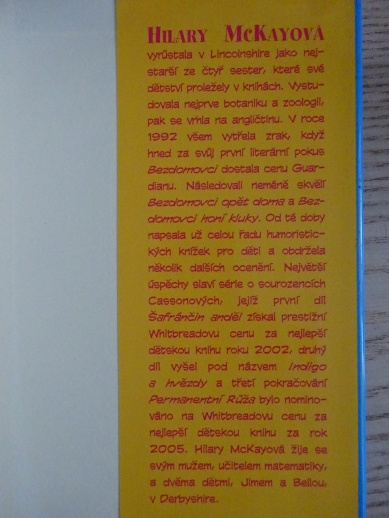 HILARY MCKAYOVÁ
vyrůstala v Lincolnshire jako nej-
starší ze čtyř sester, které své
dětství proležely v knihách. Vystu-
dovala nejprve botaniku a zoologii,
pak se vrhla na angličtinu. V roce
1992 všem vytřela zrak, když
hned za svůj první literární pokus
Bezdomovci dostala cenu Guar-
dianu. Následovali neméně skvělí
Bezdomovci opět doma a Bez-
domovci honí kluky. Od té doby
napsala už celou řadu humoristic-
kých knížek pro děti a obdržela
několik dalších ocenění. Největší
úspěchy slaví série o sourozencích
Cassonových, jejíž první díl
Šafránčin anděl získal prestižní
Whitbreadovu cenu za nejlepší
dětskou knihu roku 2002, druhý
díl vyšel pod názvem Indigo
a hvězdy a třetí pokračování
Permanentní Růža bylo nomino-
váno na Whitbreadovu cenu za
nejlepší dětskou knihu za rok
2005. Hilary McKayová žije se
svým mužem, učitelem matematiky,
a dvěma dětmi, Jimem a Bellou,
v Derbyshire.